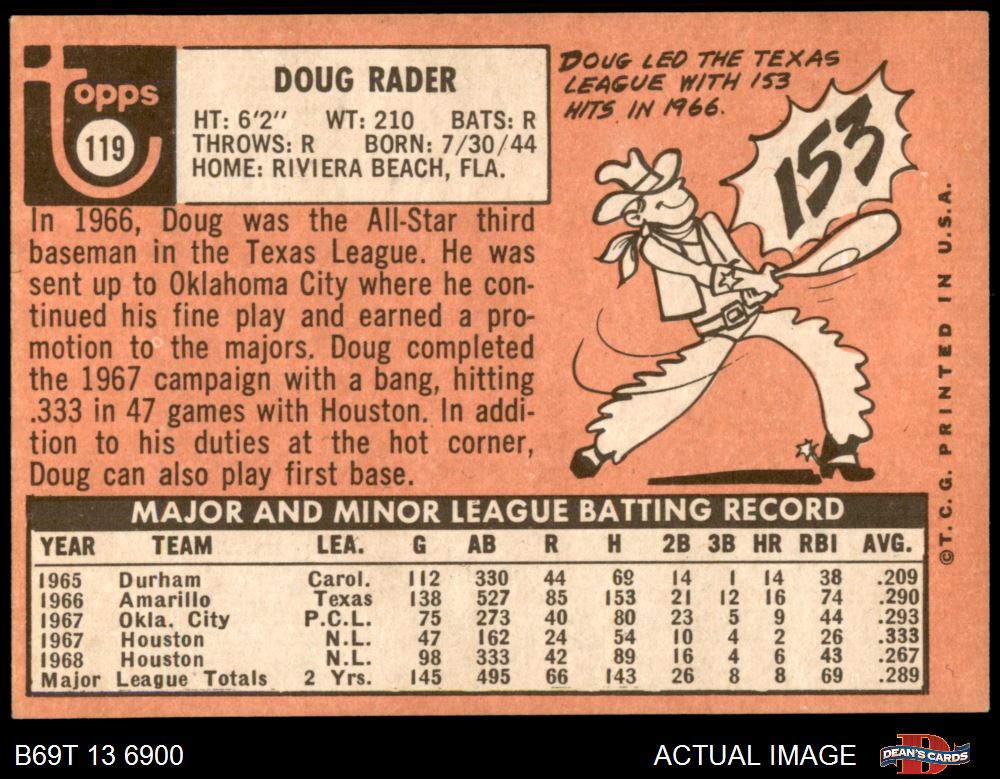 Topps
119
DOUG RADER
HT: 6'2" WT: 210 BATS: R
THROWS: R BORN: 7/30/44
HOME: RIVIERA BEACH, FLA.
In 1966, Doug was the All-Star third
baseman in the Texas League. He was
sent up to Oklahoma City where he con-
tinued his fine play and earned a pro-
motion to the majors. Doug completed
the 1967 campaign with a bang, hitting
.333 in 47 games with Houston. In addi-
tion to his duties at the hot corner,
Doug can also play first base.
DOUG LED THE TEXAS
LEAGUE WITH 153
HITS IN 1966.
153
©T. C. G. PRINTED IN U.S.A.
MAJOR AND MINOR LEAGUE BATTING RECORD
YEAR TEAM LEA. G AB R H 2B 3B HR RBI AVG.
1965 Durham Carol. 112 330 44 69 14 1 14 38 .209
1966 Amarillo Texas 138 527 85 153 21 12 16 74 .290
1967 Okla. City P.C.L. 75 273 40 80 23 5 9 44 .293
1967 Houston N.L. 47 162 24 54 10 4 2 26 .333
1968 Houston N.L. 98 333 42 89 16 4 6 43 .267
Major League Totals 2 Yrs. 145 495 66 143 26 8 8 69 .289
B69T 13 6900
ACTUAL IMAGE
DEAN'S CARDS